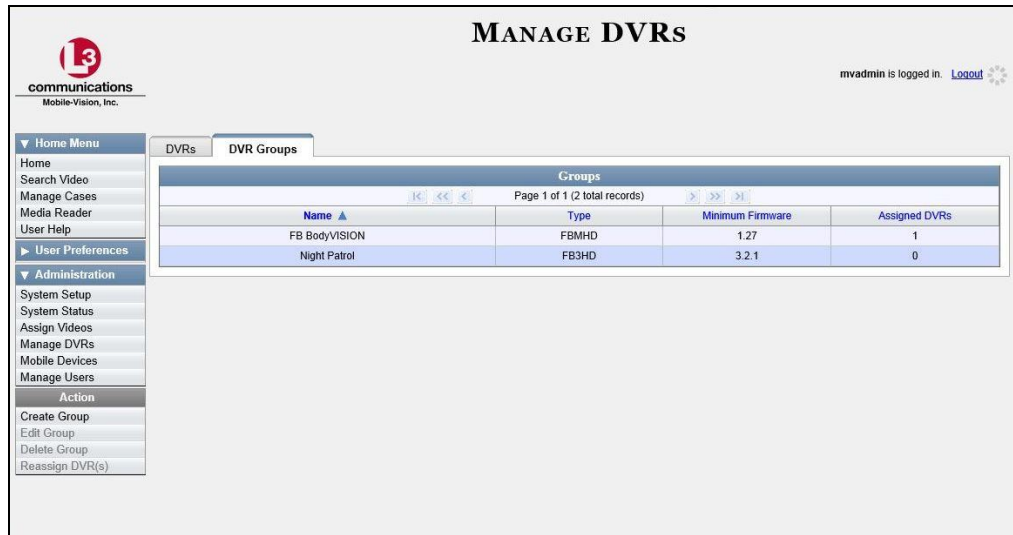 MANAGE DVRS
L3
communications
Mobile-Vision, Inc.
mvadmin is logged in. Logout
▼ Home Menu
Home
Search Video
Manage Cases
Media Reader
User Help
▶ User Preferences
▼ Administration
System Setup
System Status
Assign Videos
Manage DVRs
Mobile Devices
Manage Users
Action
Create Group
Edit Group
Delete Group
Reassign DVR(s)
DVRs DVR Groups
Groups
|< << < Page 1 of 1 (2 total records) > >> >|
Name ▲ Type Minimum Firmware Assigned DVRs
FB BodyVISION FBMHD 1.27 1
Night Patrol FB3HD 3.2.1 0